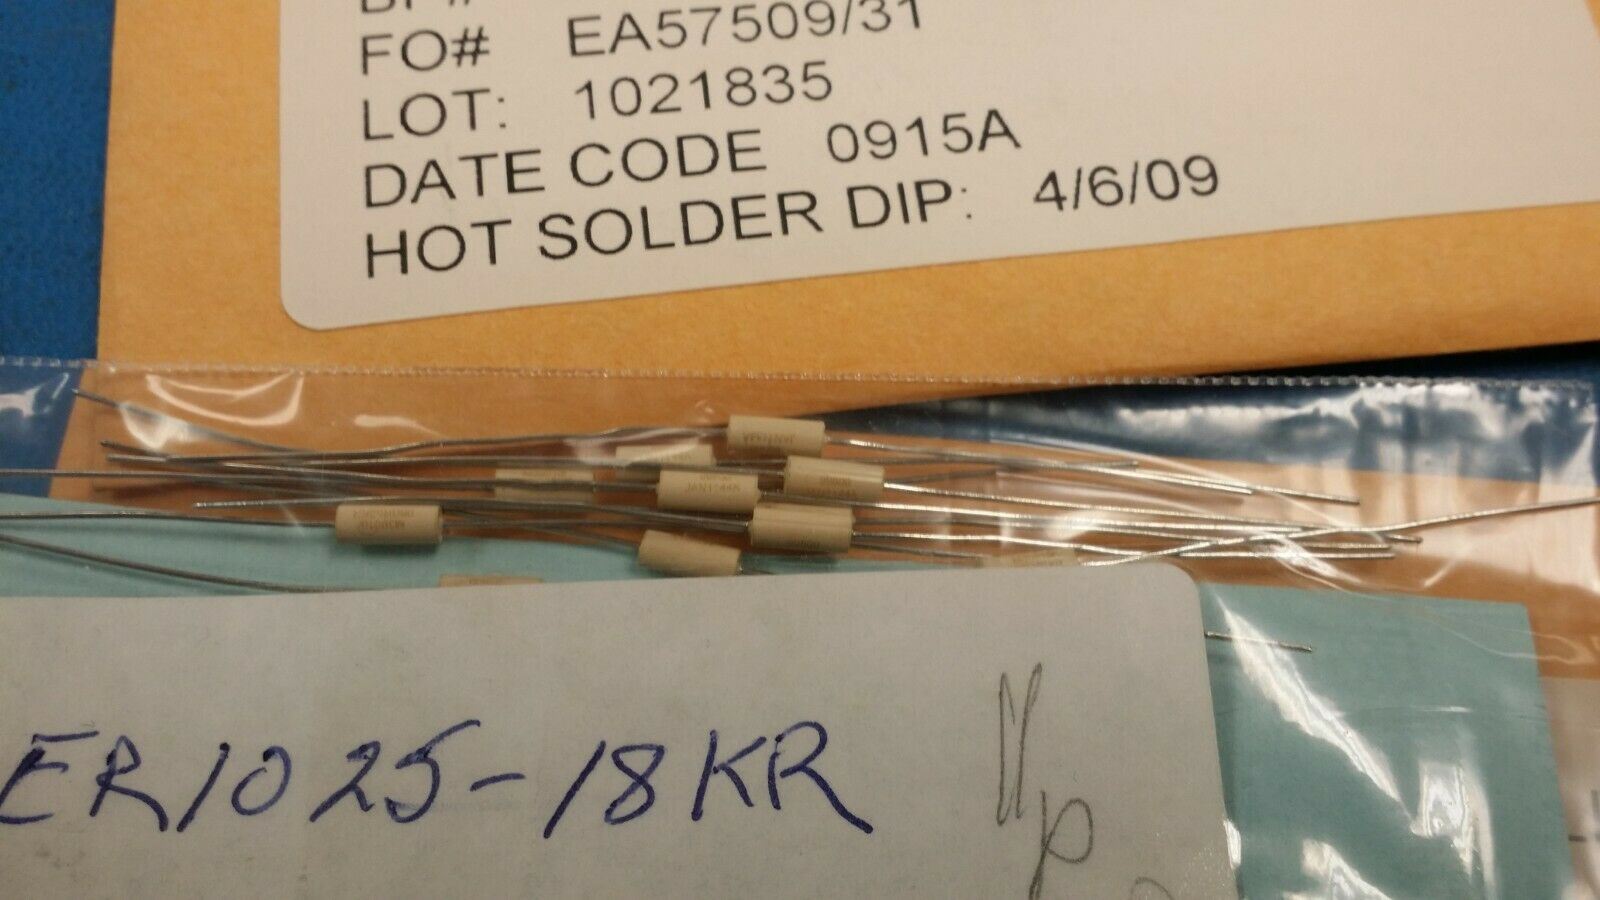 FO# EA57509/31
LOT: 1021835
DATE CODE 0915A
HOT SOLDER DIP: 4/6/09
ER1025-18KR